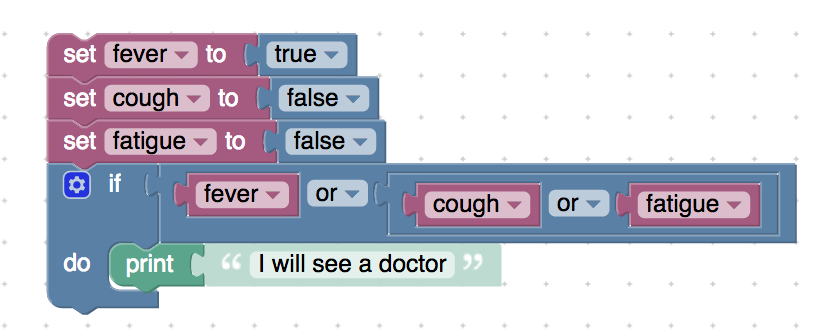 set fever to true
set cough to false
set fatigue to false
if fever or cough or fatigue
do print “ I will see a doctor ”